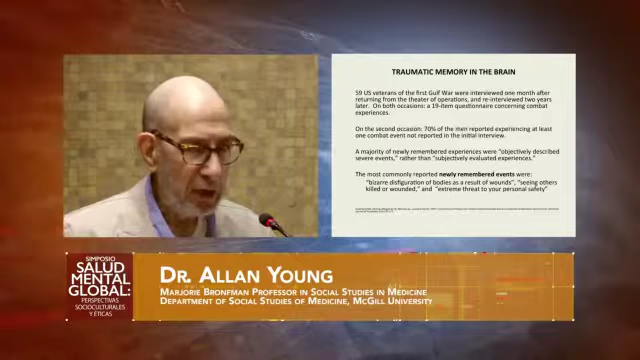 TRAUMATIC MEMORY IN THE BRAIN
59 US veterans of the first Gulf War were interviewed one month after
returning from the theater of operations, and re-interviewed two years
later. On both occasions: a 19-item questionnaire concerning combat
experiences.
On the second occasion: 70% of the men reported experiencing at least
one combat event not reported in the initial interview.
A majority of newly remembered experiences were "objectively described
severe events," rather than "subjectively evaluated experiences."
The most commonly reported newly remembered events were:
"bizarre disfiguration of bodies as a result of wounds", "seeing others
killed or wounded," and "extreme threat to your personal safety"
SIMPOSIO
SALUD
MENTAL
GLOBAL:
PERSPECTIVAS
SOCIOCULTURALES
Y ÉTICAS
DR. ALLAN YOUNG
MARJORIE BRONFMAN PROFESSOR IN SOCIAL STUDIES IN MEDICINE
DEPARTMENT OF SOCIAL STUDIES OF MEDICINE, MCGILL UNIVERSITY